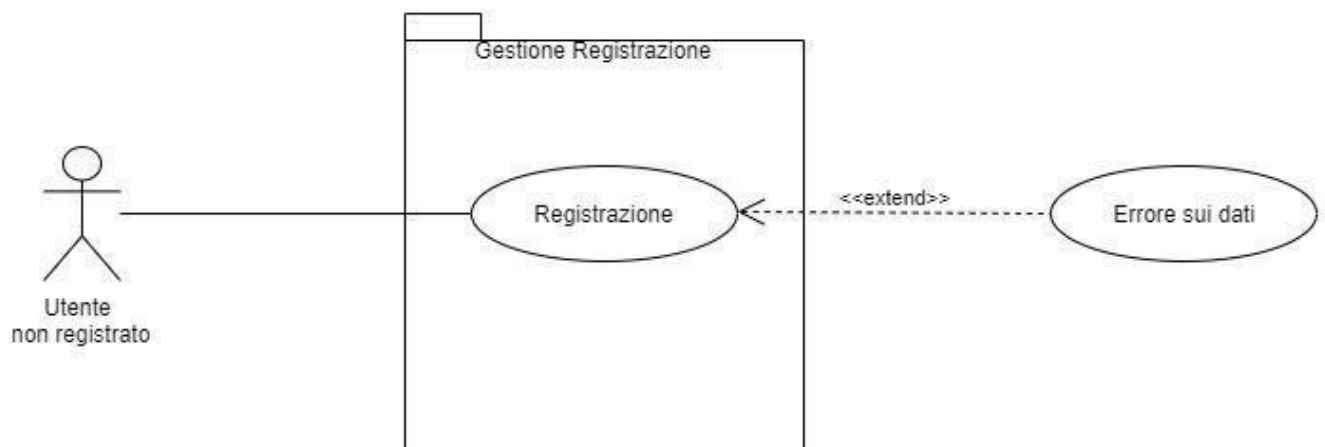 Gestione Registrazione
Registrazione
<<extend>>
Errore sui dati
Utente
non registrato